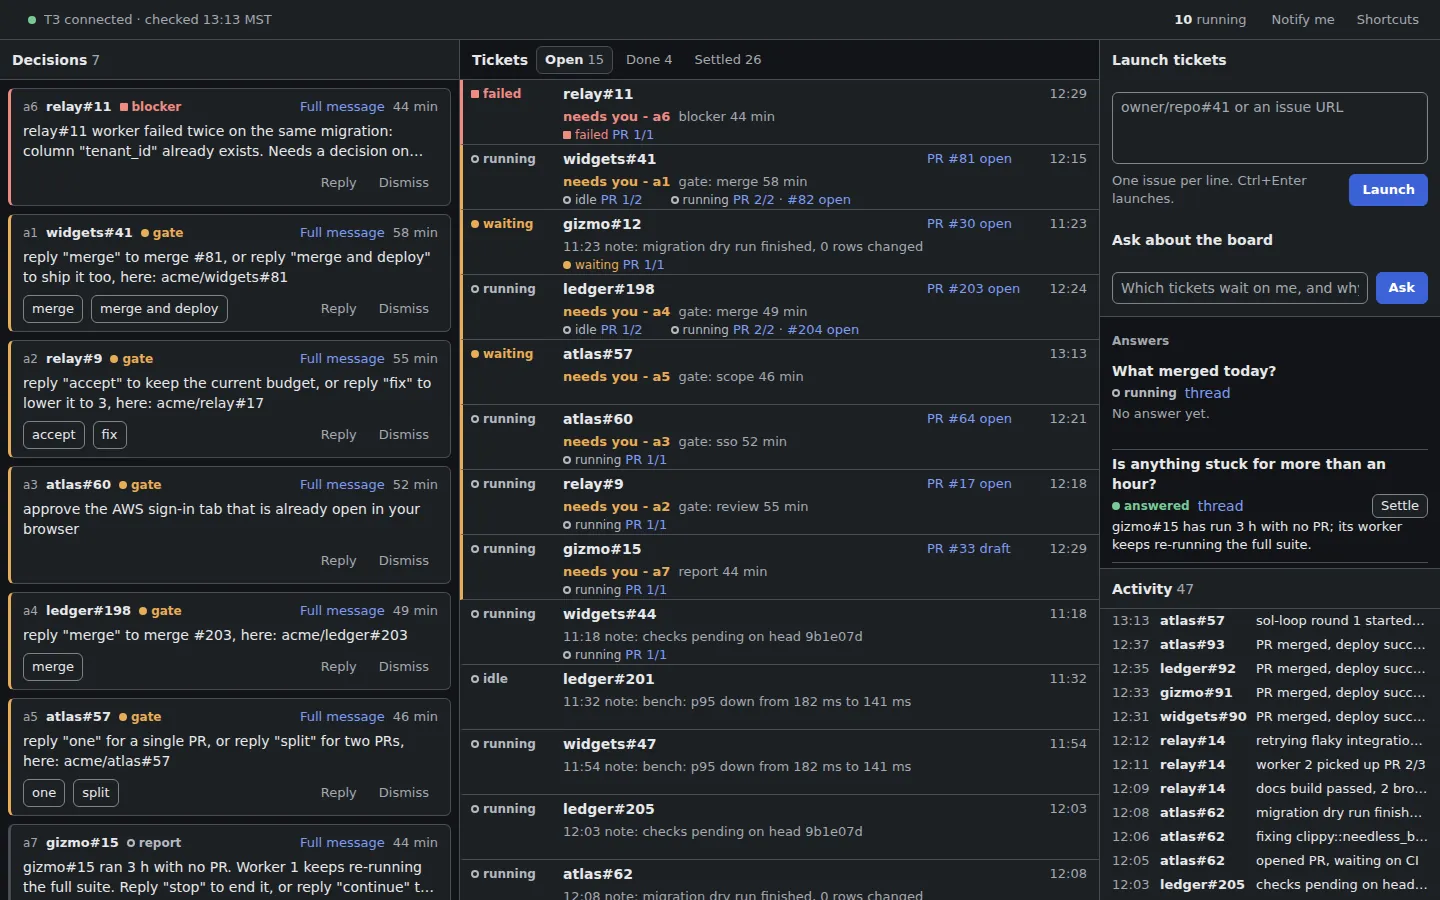 T3 connected · checked 13:13 MST
10 running Notify me Shortcuts
Decisions 7
a6 relay#11 blocker Full message 44 min
relay#11 worker failed twice on the same migration:
column "tenant_id" already exists. Needs a decision on…
Reply Dismiss
a1 widgets#41 gate Full message 58 min
reply "merge" to merge #81, or reply "merge and deploy"
to ship it too, here: acme/widgets#81
merge merge and deploy Reply Dismiss
a2 relay#9 gate Full message 55 min
reply "accept" to keep the current budget, or reply "fix" to
lower it to 3, here: acme/relay#17
accept fix Reply Dismiss
a3 atlas#60 gate Full message 52 min
approve the AWS sign-in tab that is already open in your
browser
Reply Dismiss
a4 ledger#198 gate Full message 49 min
reply "merge" to merge #203, here: acme/ledger#203
merge Reply Dismiss
a5 atlas#57 gate Full message 46 min
reply "one" for a single PR, or reply "split" for two PRs,
here: acme/atlas#57
one split Reply Dismiss
a7 gizmo#15 report Full message 44 min
gizmo#15 ran 3 h with no PR. Worker 1 keeps re-running
the full suite. Reply "stop" to end it, or reply "continue" t…
Tickets Open 15 Done 4 Settled 26
failed relay#11 12:29
needs you - a6 blocker 44 min
failed PR 1/1
running widgets#41 PR #81 open 12:15
needs you - a1 gate: merge 58 min
idle PR 1/2 running PR 2/2 · #82 open
waiting gizmo#12 PR #30 open 11:23
11:23 note: migration dry run finished, 0 rows changed
waiting PR 1/1
running ledger#198 PR #203 open 12:24
needs you - a4 gate: merge 49 min
idle PR 1/2 running PR 2/2 · #204 open
waiting atlas#57 13:13
needs you - a5 gate: scope 46 min
running atlas#60 PR #64 open 12:21
needs you - a3 gate: sso 52 min
running PR 1/1
running relay#9 PR #17 open 12:18
needs you - a2 gate: review 55 min
running PR 1/1
running gizmo#15 PR #33 draft 12:29
needs you - a7 report 44 min
running PR 1/1
running widgets#44 11:18
11:18 note: checks pending on head 9b1e07d
running PR 1/1
idle ledger#201 11:32
11:32 note: bench: p95 down from 182 ms to 141 ms
running widgets#47 11:54
11:54 note: bench: p95 down from 182 ms to 141 ms
running ledger#205 12:03
12:03 note: checks pending on head 9b1e07d
running atlas#62 12:08
12:08 note: migration dry run finished, 0 rows changed
Launch tickets
owner/repo#41 or an issue URL
One issue per line. Ctrl+Enter
launches.
Launch
Ask about the board
Which tickets wait on me, and why
Ask
Answers
What merged today?
running thread
No answer yet.
Is anything stuck for more than an
hour?
answered thread Settle
gizmo#15 has run 3 h with no PR; its worker
keeps re-running the full suite.
Activity 47
13:13 atlas#57 sol-loop round 1 started…
12:37 atlas#93 PR merged, deploy succ…
12:35 ledger#92 PR merged, deploy succ…
12:33 gizmo#91 PR merged, deploy succ…
12:31 widgets#90 PR merged, deploy succ…
12:12 relay#14 retrying flaky integratio…
12:11 relay#14 worker 2 picked up PR 2/3
12:09 relay#14 docs build passed, 2 bro…
12:08 atlas#62 migration dry run finish…
12:06 atlas#62 fixing clippy::needless_b…
12:05 atlas#62 opened PR, waiting on CI
12:03 ledger#205 checks pending on head…